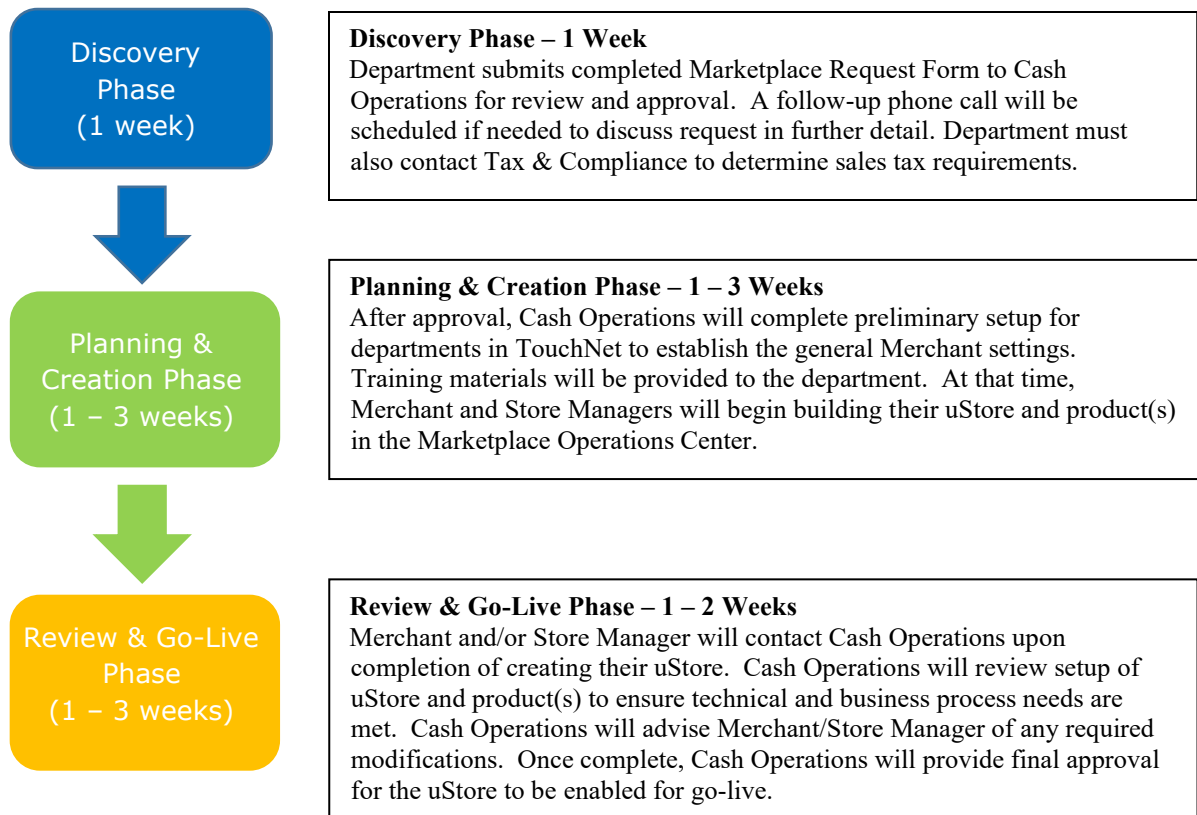 Discovery
Phase
(1 week)
Discovery Phase – 1 Week
Department submits completed Marketplace Request Form to Cash
Operations for review and approval.  A follow-up phone call will be
scheduled if needed to discuss request in further detail. Department must
also contact Tax & Compliance to determine sales tax requirements.
Planning &
Creation Phase
(1 – 3 weeks)
Planning & Creation Phase – 1 – 3 Weeks
After approval, Cash Operations will complete preliminary setup for
departments in TouchNet to establish the general Merchant settings.
Training materials will be provided to the department.  At that time,
Merchant and Store Managers will begin building their uStore and product(s)
in the Marketplace Operations Center.
Review & Go-Live
Phase
(1 – 3 weeks)
Review & Go-Live Phase – 1 – 2 Weeks
Merchant and/or Store Manager will contact Cash Operations upon
completion of creating their uStore.  Cash Operations will review setup of
uStore and product(s) to ensure technical and business process needs are
met.  Cash Operations will advise Merchant/Store Manager of any required
modifications.  Once complete, Cash Operations will provide final approval
for the uStore to be enabled for go-live.